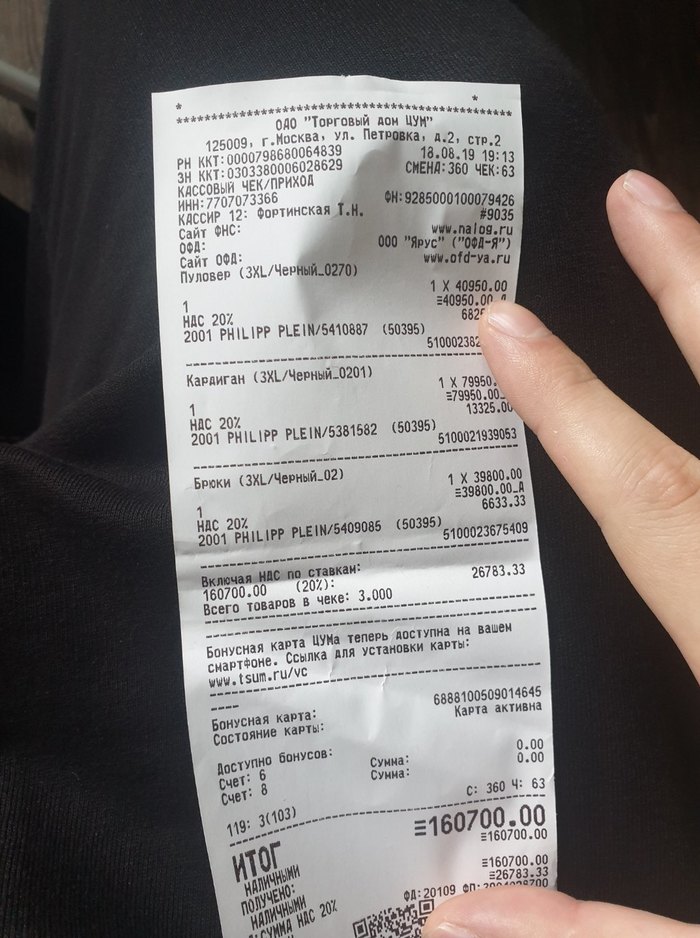 * *
************************************************
ОАО "Торговый дом ЦУМ"
125009, г.Москва, ул. Петровка, д.2, стр.2
РН ККТ:0000798680064839 18.08.19 19:13
ЗН ККТ:0303380006028629 СМЕНА:360 ЧЕК:63
КАССОВЫЙ ЧЕК/ПРИХОД
ИНН:7707073366 ФН:9285000100079426
КАССИР 12: Фортинская Т.Н. #9035
Сайт ФНС: www.nalog.ru
ОФД: ООО "Ярус" ("ОФД-Я")
Сайт ОФД: www.ofd-ya.ru
Пуловер (3XL/Черный_0270)
1 X 40950.00
1 ≡40950.00_А
НДС 20%
2001 PHILIPP PLEIN/5410887 (50395)
Кардиган (3XL/Черный_0201)
1 X 79950.
1 ≡79950.00_
НДС 20% 13325.00
2001 PHILIPP PLEIN/5381582 (50395)
5100021939053
Брюки (3XL/Черный_02)
1 X 39800.00
1 ≡39800.00_А
НДС 20% 6633.33
2001 PHILIPP PLEIN/5409085 (50395)
5100023675409
Включая НДС по ставкам:
160700.00 (20%): 26783.33
Всего товаров в чеке: 3.000
Бонусная карта ЦУМа теперь доступна на вашем
смартфоне. Ссылка для установки карты:
www.tsum.ru/vc
Бонусная карта: 6888100509014645
Состояние карты: Карта активна
Доступно бонусов:
Счет: 6 Сумма: 0.00
Счет: 8 Сумма: 0.00
119: 3(103) С: 360 Ч: 63
ИТОГ ≡160700.00
НАЛИЧНЫМИ ≡160700.00
ПОЛУЧЕНО:
НАЛИЧНЫМИ ≡160700.00
СУММА НДС 20% ≡26783.33
ФД:20109 ФП: